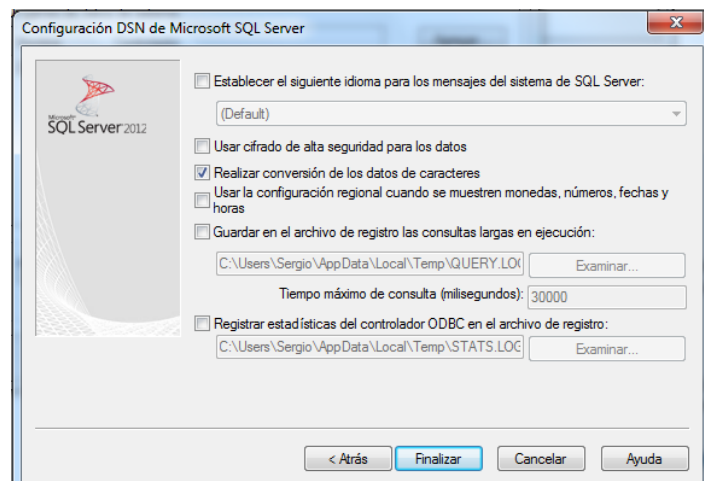 Configuración DSN de Microsoft SQL Server
Microsoft®
SQL Server 2012
Establecer el siguiente idioma para los mensajes del sistema de SQL Server:
(Default)
Usar cifrado de alta seguridad para los datos
Realizar conversión de los datos de caracteres
Usar la configuración regional cuando se muestren monedas, números, fechas y
horas
Guardar en el archivo de registro las consultas largas en ejecución:
C:\Users\Sergio\AppData\Local\Temp\QUERY.LOG
Examinar...
Tiempo máximo de consulta (milisegundos):
30000
Registrar estadísticas del controlador ODBC en el archivo de registro:
C:\Users\Sergio\AppData\Local\Temp\STATS.LOG
Examinar...
< Atrás
Finalizar
Cancelar
Ayuda